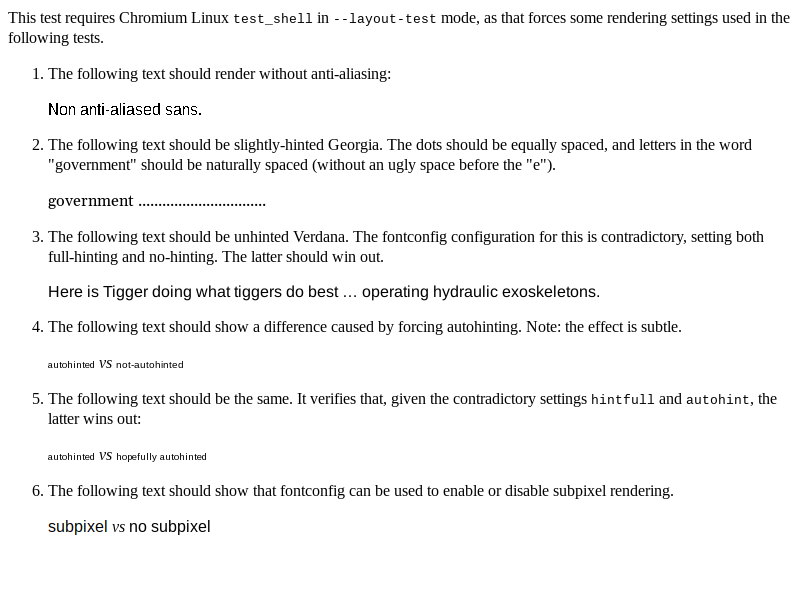 This test requires Chromium Linux test_shell in --layout-test mode, as that forces some rendering settings used in the
following tests.
1. The following text should render without anti-aliasing:
Non anti-aliased sans.
2. The following text should be slightly-hinted Georgia. The dots should be equally spaced, and letters in the word
"government" should be naturally spaced (without an ugly space before the "e").
government ................................
3. The following text should be unhinted Verdana. The fontconfig configuration for this is contradictory, setting both
full-hinting and no-hinting. The latter should win out.
Here is Tigger doing what tiggers do best … operating hydraulic exoskeletons.
4. The following text should show a difference caused by forcing autohinting. Note: the effect is subtle.
autohinted vs not-autohinted
5. The following text should be the same. It verifies that, given the contradictory settings hintfull and autohint, the
latter wins out:
autohinted vs hopefully autohinted
6. The following text should show that fontconfig can be used to enable or disable subpixel rendering.
subpixel vs no subpixel